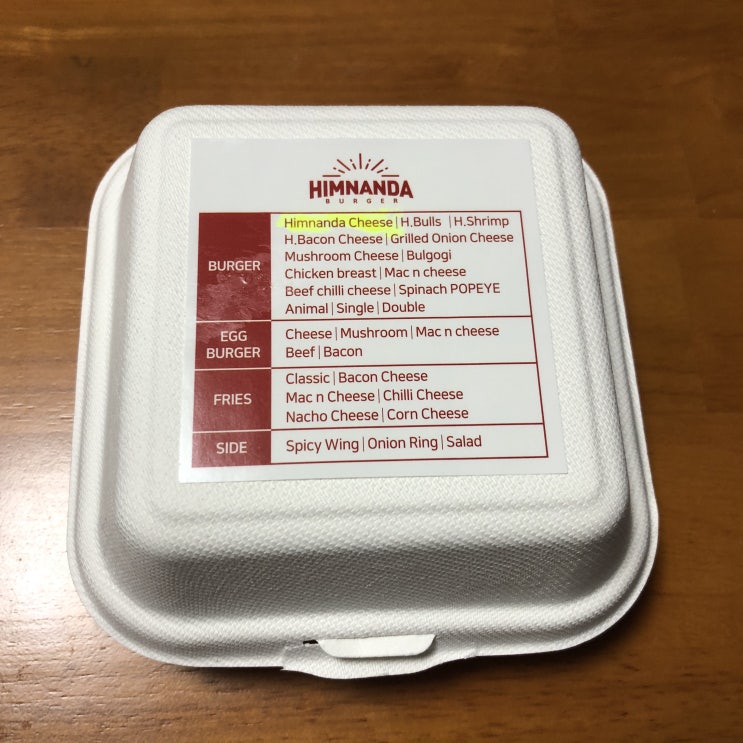 HIMNANDA
BURGER
BURGER
Himnanda Cheese | H.Bulls | H.Shrimp
H.Bacon Cheese | Grilled Onion Cheese
Mushroom Cheese | Bulgogi
Chicken breast | Mac n cheese
Beef chilli cheese | Spinach POPEYE
Animal | Single | Double
EGG
BURGER
Cheese | Mushroom | Mac n cheese
Beef | Bacon
FRIES
Classic | Bacon Cheese
Mac n Cheese | Chilli Cheese
Nacho Cheese | Corn Cheese
SIDE
Spicy Wing | Onion Ring | Salad